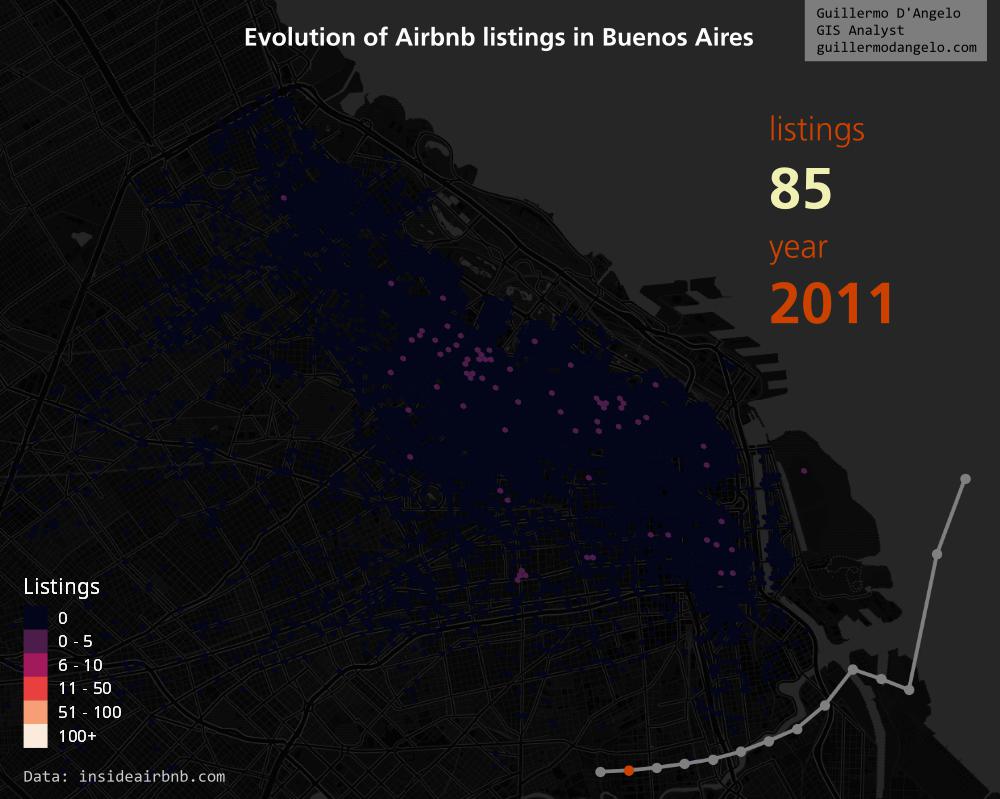 Evolution of Airbnb listings in Buenos Aires
Guillermo D'Angelo
GIS Analyst
guillermodangelo.com
listings
85
year
2011
Listings
0
0 - 5
6 - 10
11 - 50
51 - 100
100+
Data: insideairbnb.com